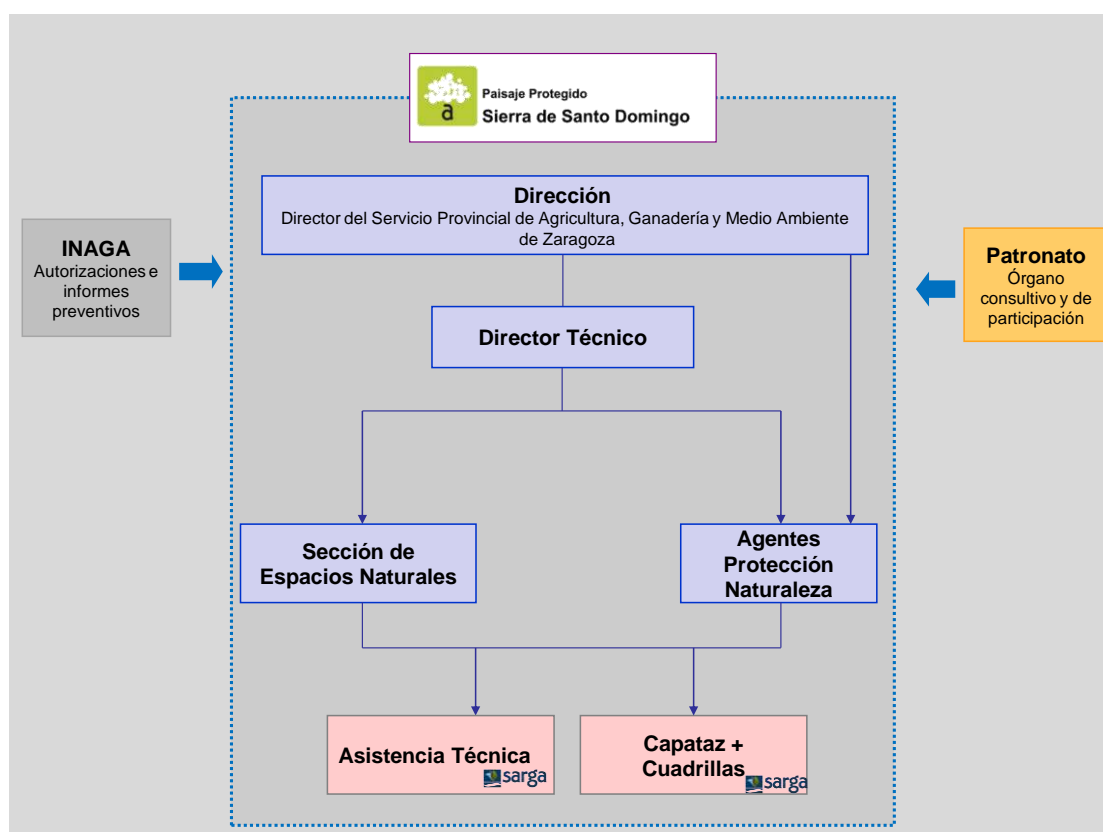 Paisaje Protegido
a
Sierra de Santo Domingo
Dirección
Director del Servicio Provincial de Agricultura, Ganadería y Medio Ambiente
de Zaragoza
INAGA
Autorizaciones e
informes
preventivos
Patronato
Órgano
consultivo y de
participación
Director Técnico
Sección de
Espacios Naturales
Agentes
Protección
Naturaleza
Asistencia Técnica
sarga
Capataz +
Cuadrillas
sarga